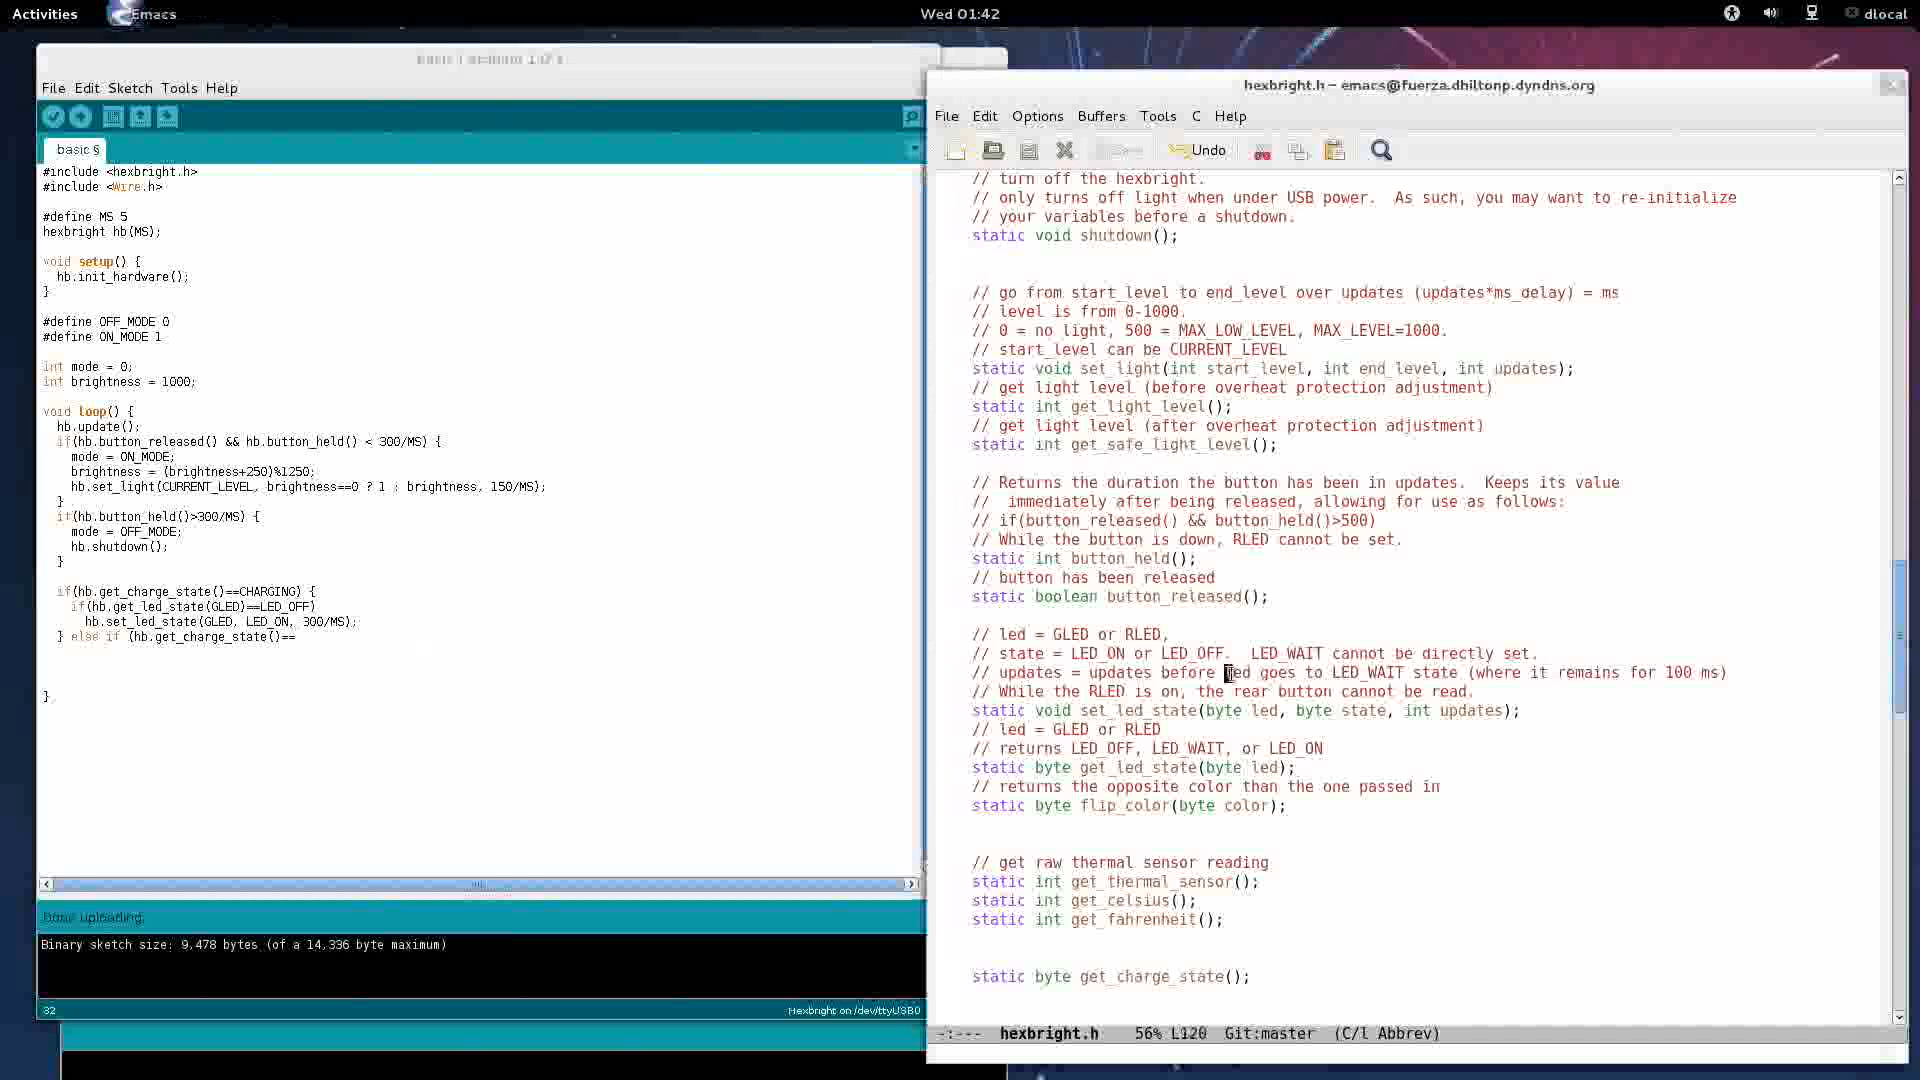 Activities Emacs Wed 01:42 dlocal
File Edit Sketch Tools Help
basic §
#include <hexbright.h>
#include <Wire.h>
#define MS 5
hexbright hb(MS);
void setup() {
hb.init_hardware();
}
#define OFF_MODE 0
#define ON_MODE 1
int mode = 0;
int brightness = 1000;
void loop() {
hb.update();
if(hb.button_released() && hb.button_held() < 300/MS) {
mode = ON_MODE;
brightness = (brightness+250)%1250;
hb.set_light(CURRENT_LEVEL, brightness==0 ? 1 : brightness, 150/MS);
}
if(hb.button_held()>300/MS) {
mode = OFF_MODE;
hb.shutdown();
}
if(hb.get_charge_state()==CHARGING) {
if(hb.get_led_state(GLED)==LED_OFF)
hb.set_led_state(GLED, LED_ON, 300/MS);
} else if (hb.get_charge_state()==
}
Done uploading.
Binary sketch size: 9,478 bytes (of a 14,336 byte maximum)
32 Hexbright on /dev/ttyUSB0
hexbright.h - emacs@fuerza.dhiltonp.dyndns.org
File Edit Options Buffers Tools C Help
Undo
// turn off the hexbright.
// only turns off light when under USB power.  As such, you may want to re-initialize
// your variables before a shutdown.
static void shutdown();
// go from start_level to end_level over updates (updates*ms_delay) = ms
// level is from 0-1000.
// 0 = no light, 500 = MAX_LOW_LEVEL, MAX_LEVEL=1000.
// start_level can be CURRENT_LEVEL
static void set_light(int start_level, int end_level, int updates);
// get light level (before overheat protection adjustment)
static int get_light_level();
// get light level (after overheat protection adjustment)
static int get_safe_light_level();
// Returns the duration the button has been in updates.  Keeps its value
//  immediately after being released, allowing for use as follows:
// if(button_released() && button_held()>500)
// While the button is down, RLED cannot be set.
static int button_held();
// button has been released
static boolean button_released();
// led = GLED or RLED,
// state = LED_ON or LED_OFF.  LED_WAIT cannot be directly set.
// updates = updates before led goes to LED_WAIT state (where it remains for 100 ms)
// While the RLED is on, the rear button cannot be read.
static void set_led_state(byte led, byte state, int updates);
// led = GLED or RLED
// returns LED_OFF, LED_WAIT, or LED_ON
static byte get_led_state(byte led);
// returns the opposite color than the one passed in
static byte flip_color(byte color);
// get raw thermal sensor reading
static int get_thermal_sensor();
static int get_celsius();
static int get_fahrenheit();
static byte get_charge_state();
-:--- hexbright.h 56% L120 Git:master (C/l Abbrev)